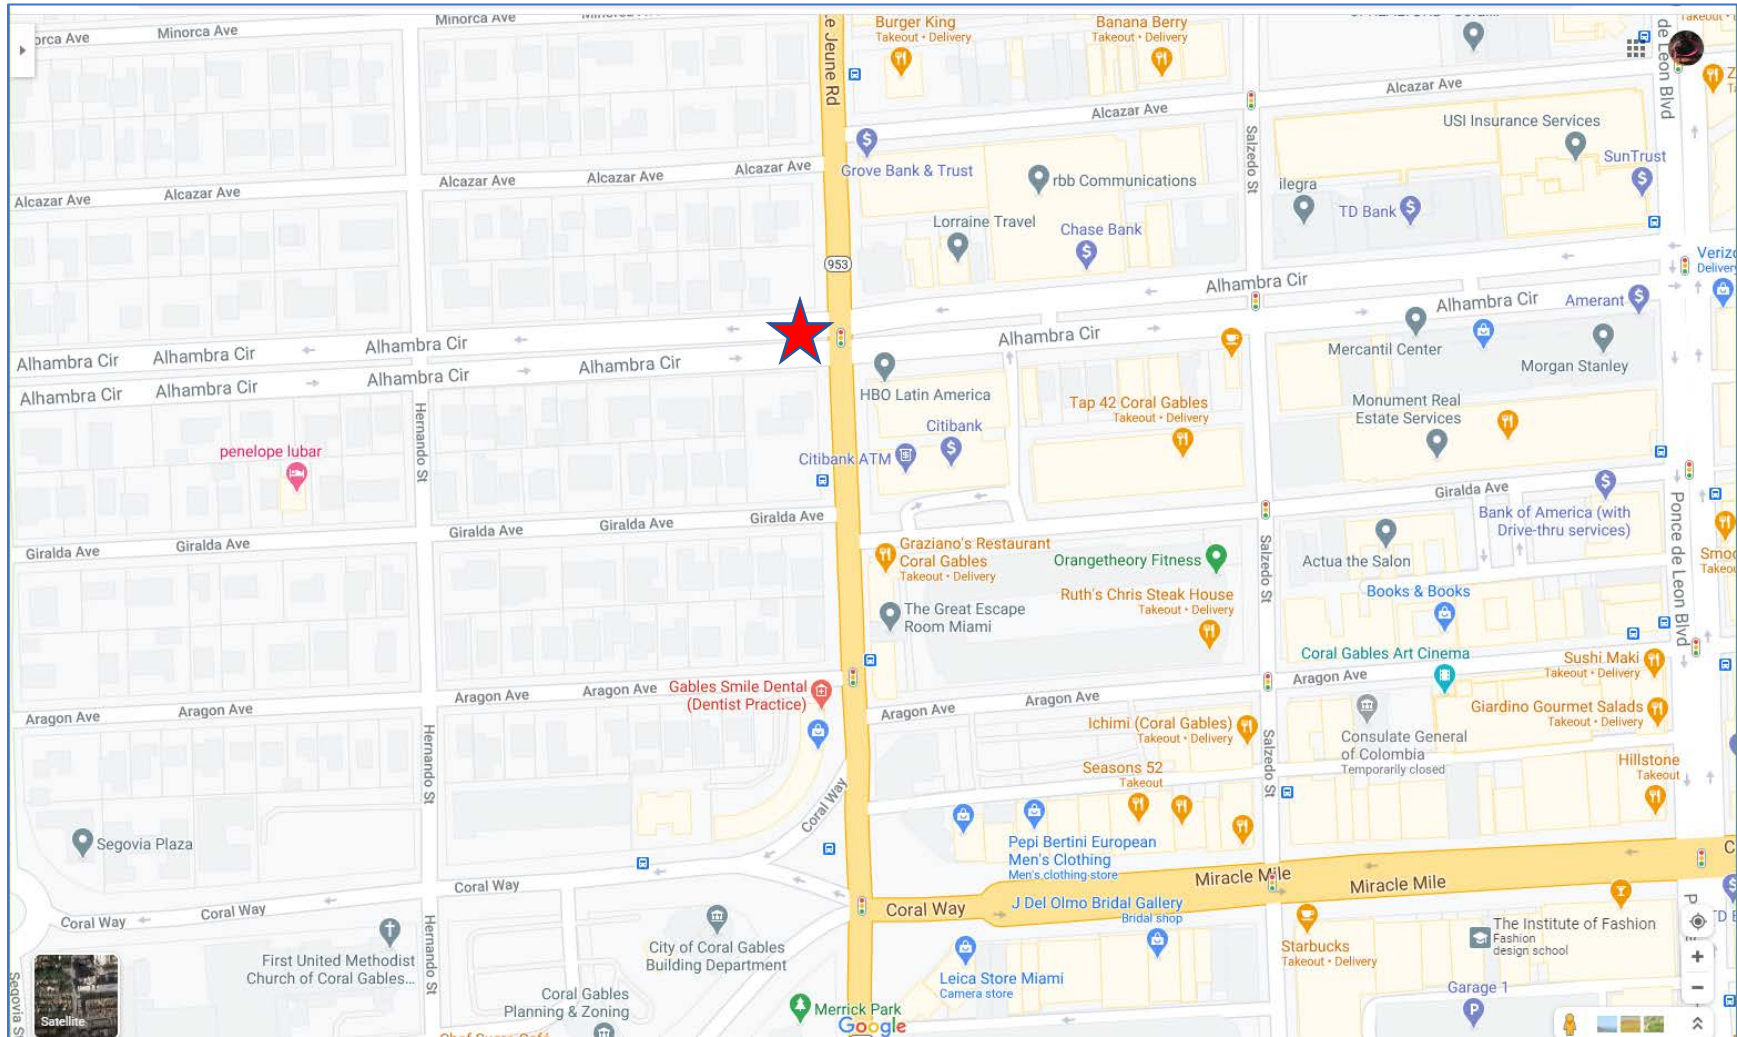 Minorca Ave
Minorca Ave
Burger King
Takeout • Delivery
Banana Berry
Takeout • Delivery
Le Jeune Rd
de Leon Blvd
Alcazar Ave
Alcazar Ave
USI Insurance Services
Salzedo St
SunTrust
Grove Bank & Trust
rbb Communications
ilegra
TD Bank
Alcazar Ave
Alcazar Ave
Alcazar Ave
Alcazar Ave
Alcazar Ave
Lorraine Travel
Chase Bank
953
Alhambra Cir
Alhambra Cir
Amerant
Alhambra Cir
Mercantil Center
Morgan Stanley
Alhambra Cir
Alhambra Cir
Alhambra Cir
Alhambra Cir
Alhambra Cir
Alhambra Cir
Alhambra Cir
HBO Latin America
Tap 42 Coral Gables
Takeout • Delivery
Monument Real
Estate Services
Hernando St
penelope lubar
Citibank
Citibank ATM
Giralda Ave
Bank of America (with
Drive-thru services)
Ponce de Leon Blvd
Giralda Ave
Giralda Ave
Giralda Ave
Giralda Ave
Giralda Ave
Graziano's Restaurant
Coral Gables
Takeout • Delivery
Orangetheory Fitness
Salzedo St
Actua the Salon
Ruth's Chris Steak House
Takeout • Delivery
Books & Books
The Great Escape
Room Miami
Coral Gables Art Cinema
Sushi Maki
Takeout • Delivery
Aragon Ave
Aragon Ave
Aragon Ave
Aragon Ave
Aragon Ave
Aragon Ave
Gables Smile Dental
(Dentist Practice)
Giardino Gourmet Salads
Takeout • Delivery
Ichimi (Coral Gables)
Takeout • Delivery
Consulate General
of Colombia
Temporarily closed
Hernando St
Salzedo St
Seasons 52
Takeout
Hillstone
Takeout
Coral Way
Segovia Plaza
Pepi Bertini European
Men's Clothing
Men's clothing store
Miracle Mile
Miracle Mile
Coral Way
Coral Way
Coral Way
Coral Way
J Del Olmo Bridal Gallery
Bridal shop
The Institute of Fashion
Fashion
design school
Hernando St
First United Methodist
Church of Coral Gables...
City of Coral Gables
Building Department
Starbucks
Takeout • Delivery
Leica Store Miami
Camera store
Segovia St
Coral Gables
Planning & Zoning
Merrick Park
Garage 1
Satellite
Google